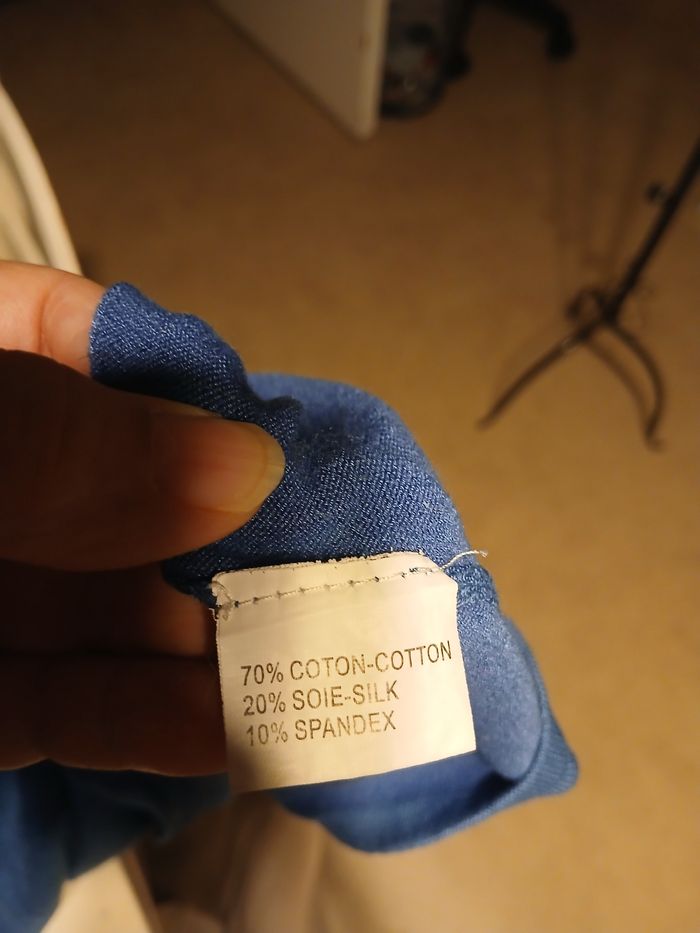 70% COTON-COTTON
20% SOIE-SILK
10% SPANDEX